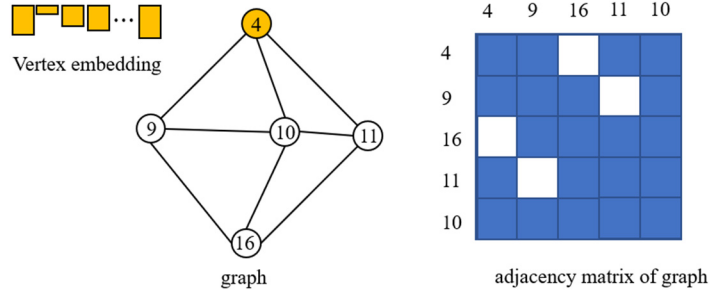 4 9 16 11 10
4
4
Vertex embedding
9
9 10 11
16
11
16
10
graph
adjacency matrix of graph